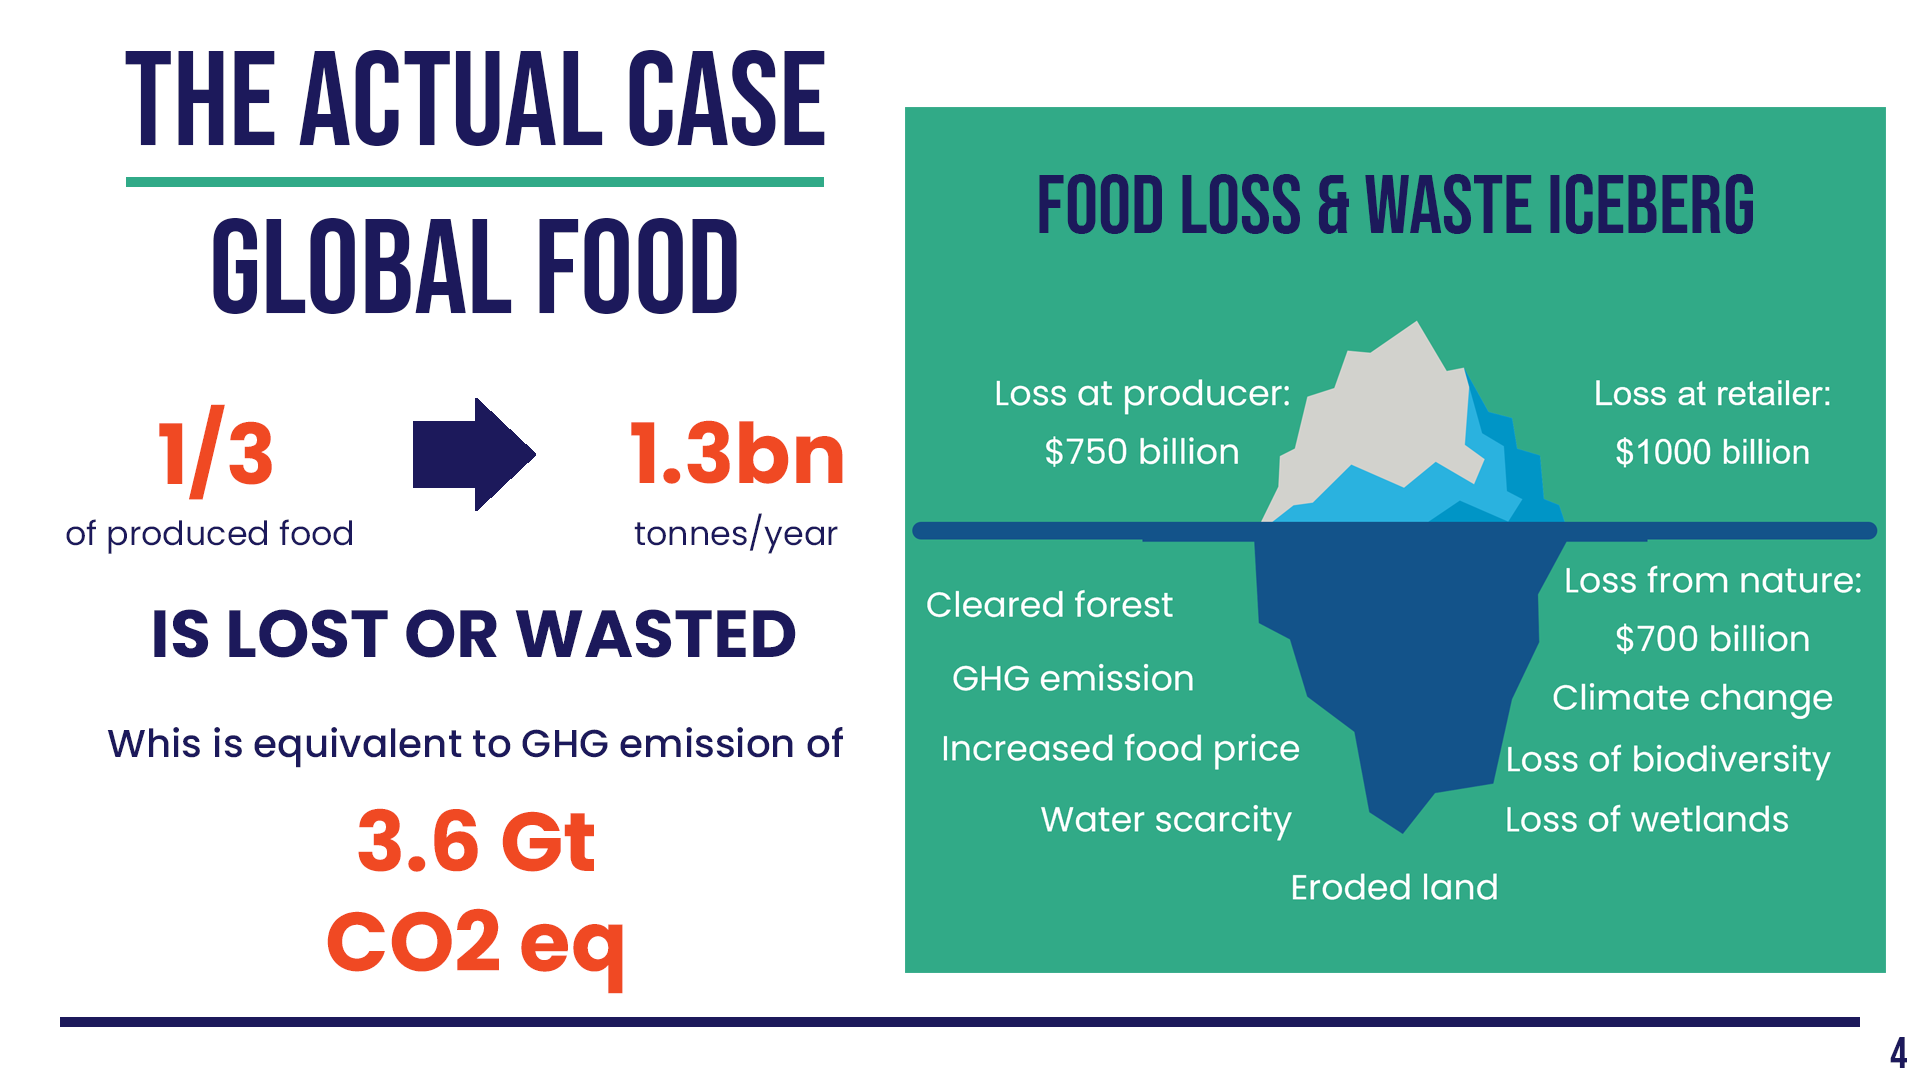 THE ACTUAL CASE
GLOBAL FOOD
1/3
of produced food
1.3bn
tonnes/year
IS LOST OR WASTED
Whis is equivalent to GHG emission of
3.6 Gt
CO2 eq
FOOD LOSS & WASTE ICEBERG
Loss at producer:
$750 billion
Loss at retailer:
$1000 billion
Cleared forest
GHG emission
Increased food price
Water scarcity
Loss from nature:
$700 billion
Climate change
Loss of biodiversity
Loss of wetlands
Eroded land
4